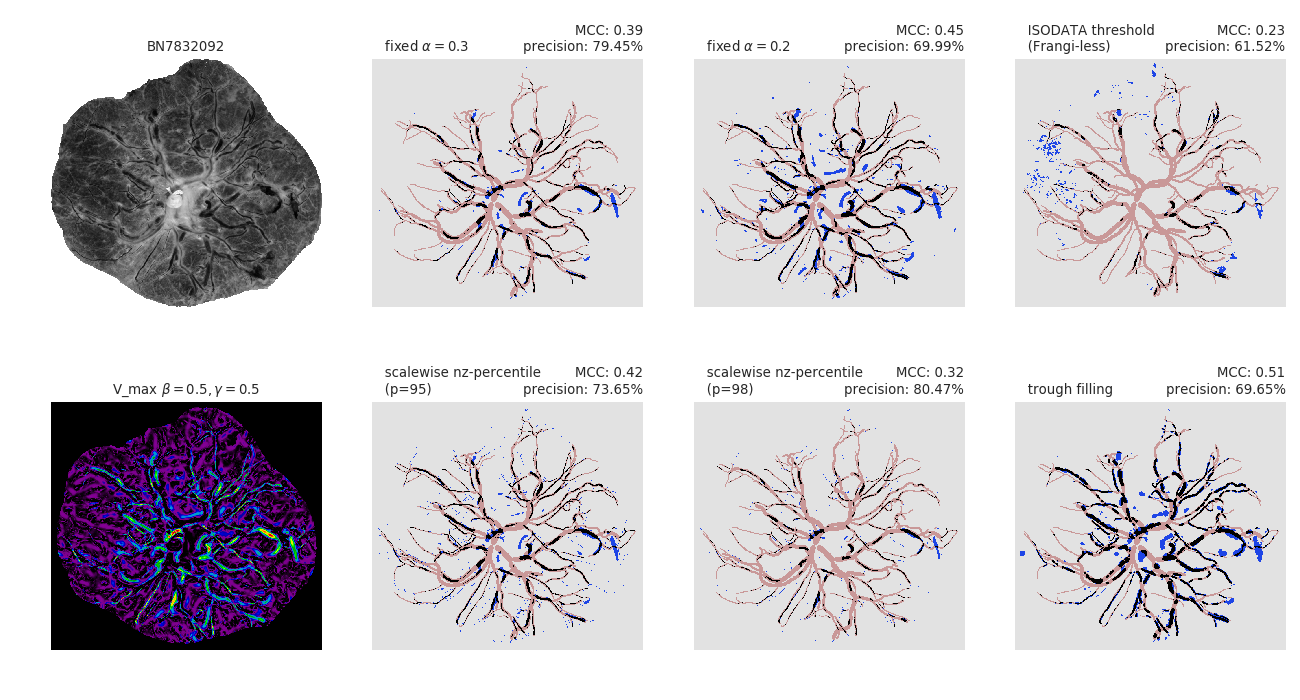 BN7832092
MCC: 0.39
fixed α = 0.3 precision: 79.45%
MCC: 0.45
fixed α = 0.2 precision: 69.99%
ISODATA threshold MCC: 0.23
(Frangi-less) precision: 61.52%
V_max β = 0.5, γ = 0.5
scalewise nz-percentile MCC: 0.42
(p=95) precision: 73.65%
scalewise nz-percentile MCC: 0.32
(p=98) precision: 80.47%
MCC: 0.51
trough filling precision: 69.65%